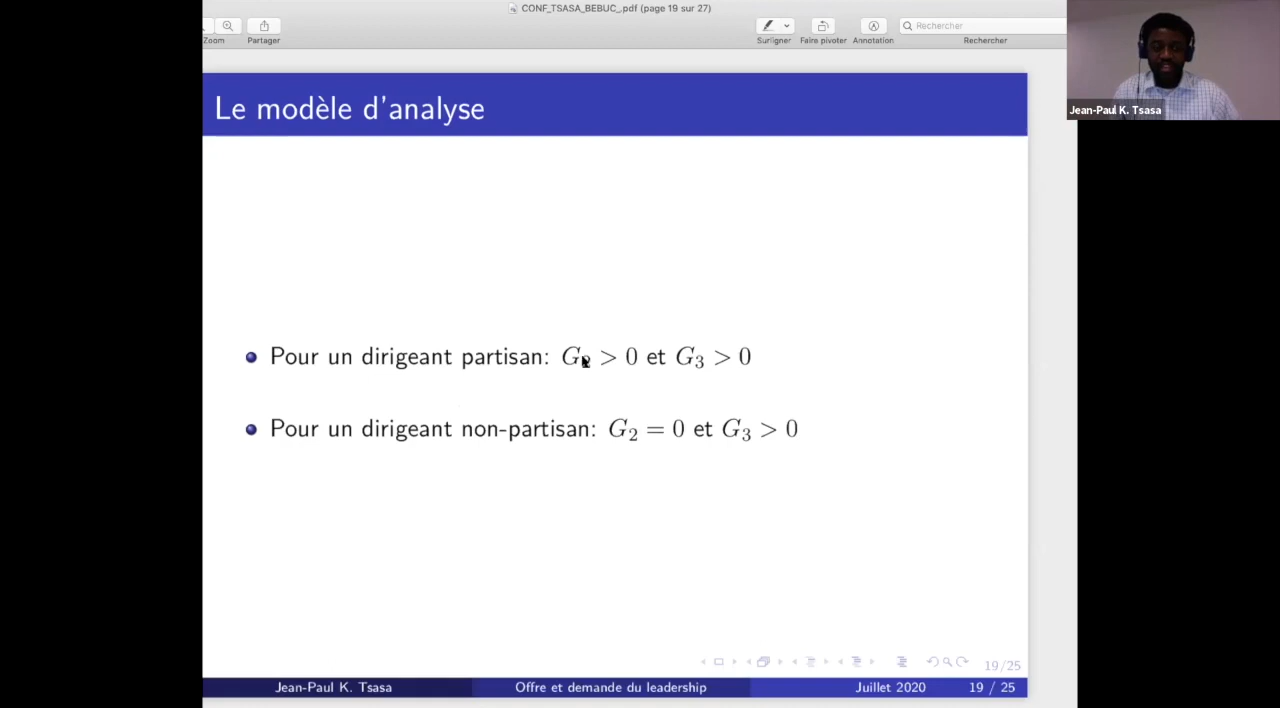 CONF_TSASA_BEBUC_.pdf (page 19 sur 27)
Zoom
Partager
Surligner
Faire pivoter
Annotation
Rechercher
Rechercher
Jean-Paul K. Tsasa
Le modèle d'analyse
Pour un dirigeant partisan: G₂ > 0 et G₃ > 0
Pour un dirigeant non-partisan: G₂ = 0 et G₃ > 0
19/25
Jean-Paul K. Tsasa
Offre et demande du leadership
Juillet 2020
19 / 25